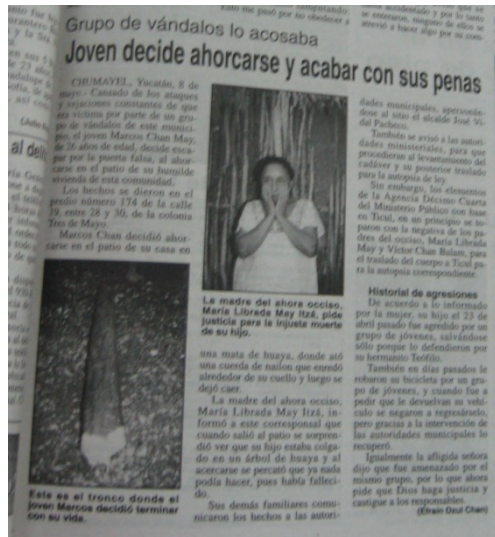 Grupo de vándalos lo acosaba
Joven decide ahorcarse y acabar con sus penas
CHUMAYEL, Yucatán, 8 de
mayo.- Cansado de los ataques
y vejaciones constantes de que
era víctima por parte de un gru-
po de vándalos de este munici-
pio, el joven Marcos Chan May,
de 26 años de edad, decide esca-
par por la puerta falsa, al ahor-
carse en el patio de su humilde
vivienda de esta comunidad.
Los hechos se dieron en el
predio número 174 de la calle
19, entre 28 y 30, de la colonia
Tres de Mayo.
Marcos Chan decidió ahor-
carse en el patio de su casa en
Este es el tronco donde el
joven Marcos decidió terminar
con su vida.
La madre del ahora occiso,
María Librada May Itzá, pide
justicia para la injusta muerte
de su hijo.
una mata de huaya, donde ató
una cuerda de nailon que enredó
alrededor de su cuello y luego se
dejó caer.
La madre del ahora occiso,
María Librada May Itzá, in-
formó a este corresponsal que
cuando salió al patio se sorpren-
dió ver que su hijo estaba colga-
do en un árbol de huaya y al
acercarse se percató que ya nada
podía hacer, pues había falleci-
do.
Sus demás familiares comu-
nicaron los hechos a las autori-
dades municipales, apersonán-
dose al sitio el alcalde José Vi-
dal Pacheco.
También se avisó a las autori-
dades ministeriales, para que
procedieran al levantamiento del
cadáver y su posterior traslado
para la autopsia de ley.
Sin embargo, los elementos
de la Agencia Décimo Cuarta
del Ministerio Público con base
en Ticul, en un principio se to-
paron con la negativa de los pa-
dres del occiso, María Librada
May y Víctor Chan Balam, para
el traslado del cuerpo a Ticul pa-
ra la autopsia correspondiente.
Historial de agresiones
De acuerdo a lo informado
por la mujer, su hijo el 23 de
abril pasado fue agredido por un
grupo de jóvenes, salvándose
sólo porque lo defendieron por
su hermanito Teófilo.
También en días pasados le
robaron su bicicleta por un gru-
po de jóvenes, y cuando fue a
pedir que le devuelvan su vehí-
culo se negaron a regresárselo,
pero gracias a la intervención de
las autoridades municipales lo
recuperó.
Igualmente la afligida señora
dijo que fue amenazado por el
mismo grupo, por lo que ahora
pide que Dios haga justicia y
castigue a los responsables.
(Efraín Dzul Chan)